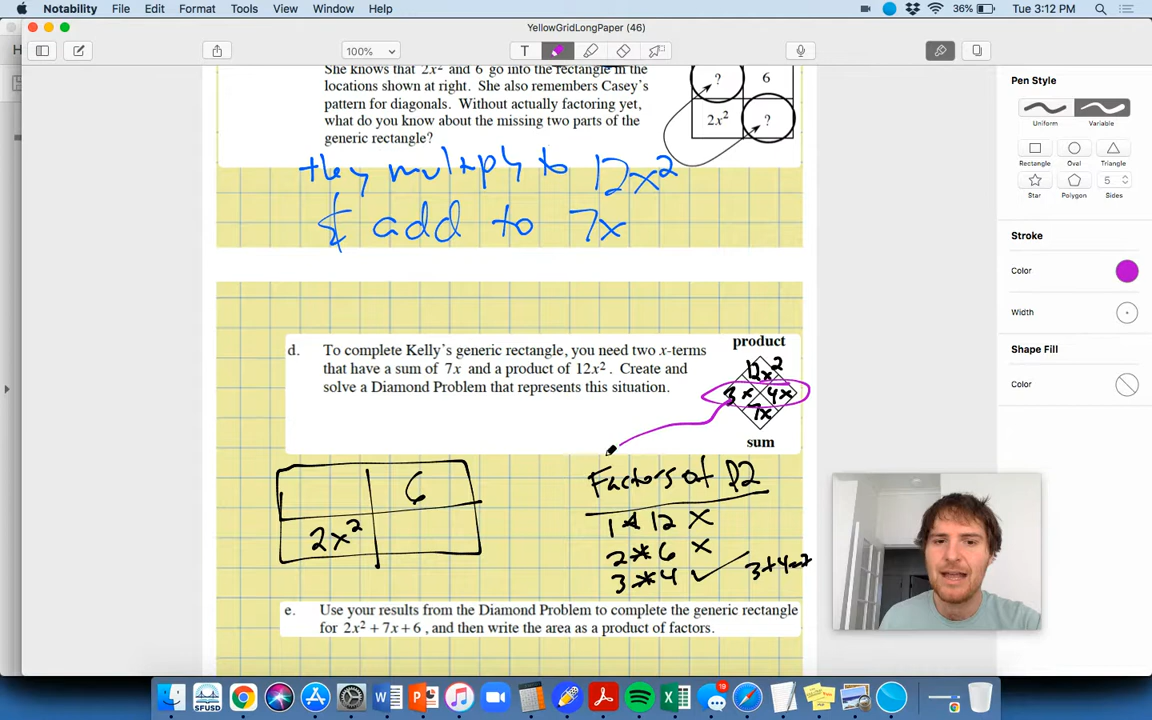 Notability File Edit Format Controls View Window Help
36%
Tue 3:12 PM
YellowGridLongPaper (46)
100%
T
Pen Style
Uniform Variable
Rectangle Oval Triangle
5
Star Polygon Sides
Stroke
Color
Width
Shape Fill
Color
She knows that 2x² and 6 go into the rectangle in the
locations shown at right. She also remembers Casey's
pattern for diagonals. Without actually factoring yet,
what do you know about the missing two parts of the
generic rectangle?
? 6
2x² ?
they multiply to 12x²
& add to 7x
d. To complete Kelly's generic rectangle, you need two x-terms
that have a sum of 7x and a product of 12x². Create and
solve a Diamond Problem that represents this situation.
product
12x²
3x 4x
7x
sum
6
2x²
Factors of 12
1 * 12 X
2 * 6 X
3 * 4 ✓
e. Use your results from the Diamond Problem to complete the generic rectangle
for 2x² + 7x + 6 , and then write the area as a product of factors.
SFUSD
19